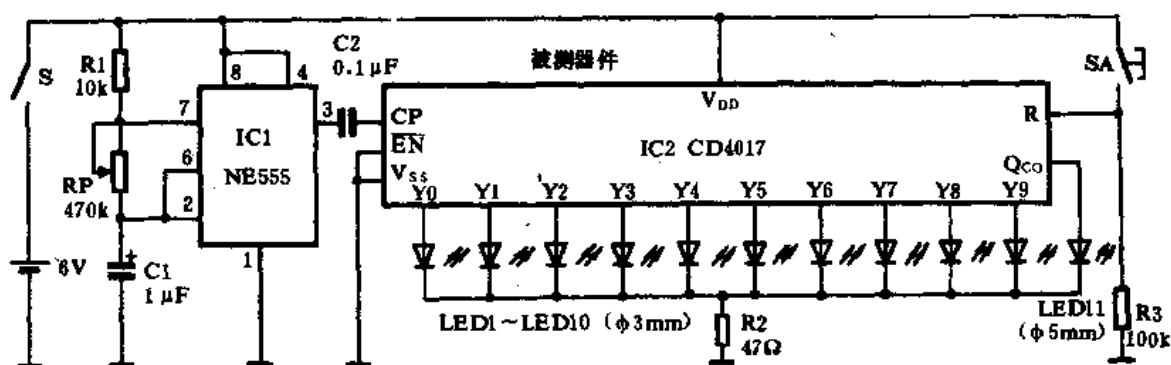 S
R1
10k
RP
470k
6V
C1
1μF
7
6
2
8
4
3
1
IC1
NE555
C2
0.1μF
被测器件
CP
EN
VSS
VDD
IC2 CD4017
R
QCO
Y0 Y1 Y2 Y3 Y4 Y5 Y6 Y7 Y8 Y9
SA
LED1~LED10 (φ3mm)
R2
47Ω
LED11
(φ5mm)
R3
100k